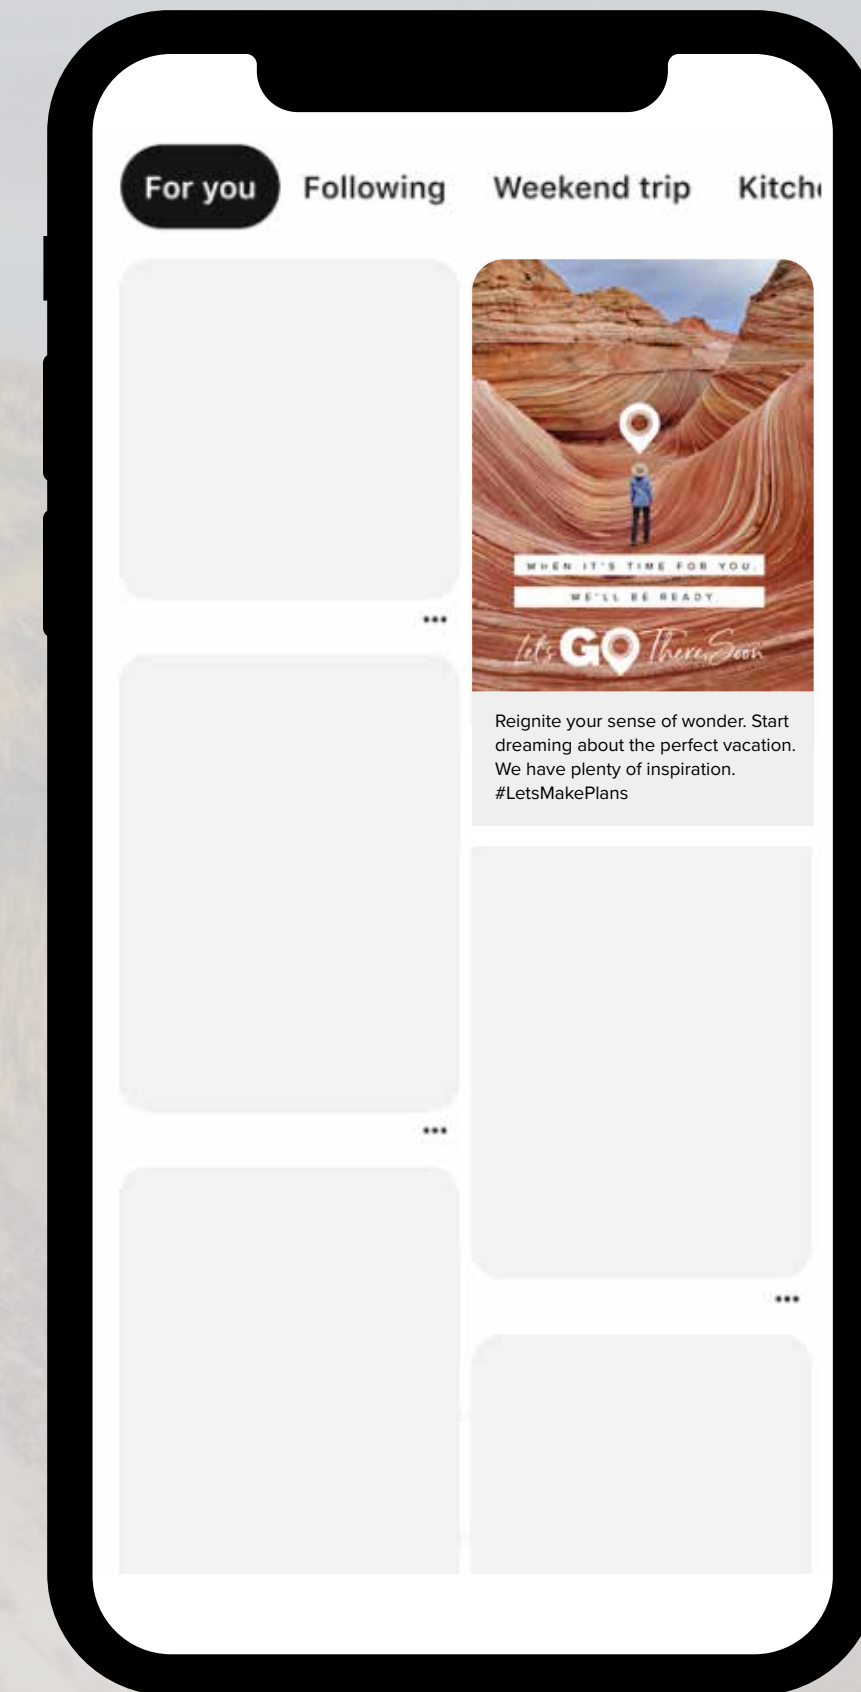 For you Following Weekend trip Kitch
WHEN IT'S TIME FOR YOU.
WE'LL BE READY
Let's GO There Soon
Reignite your sense of wonder. Start
dreaming about the perfect vacation.
We have plenty of inspiration.
#LetsMakePlans